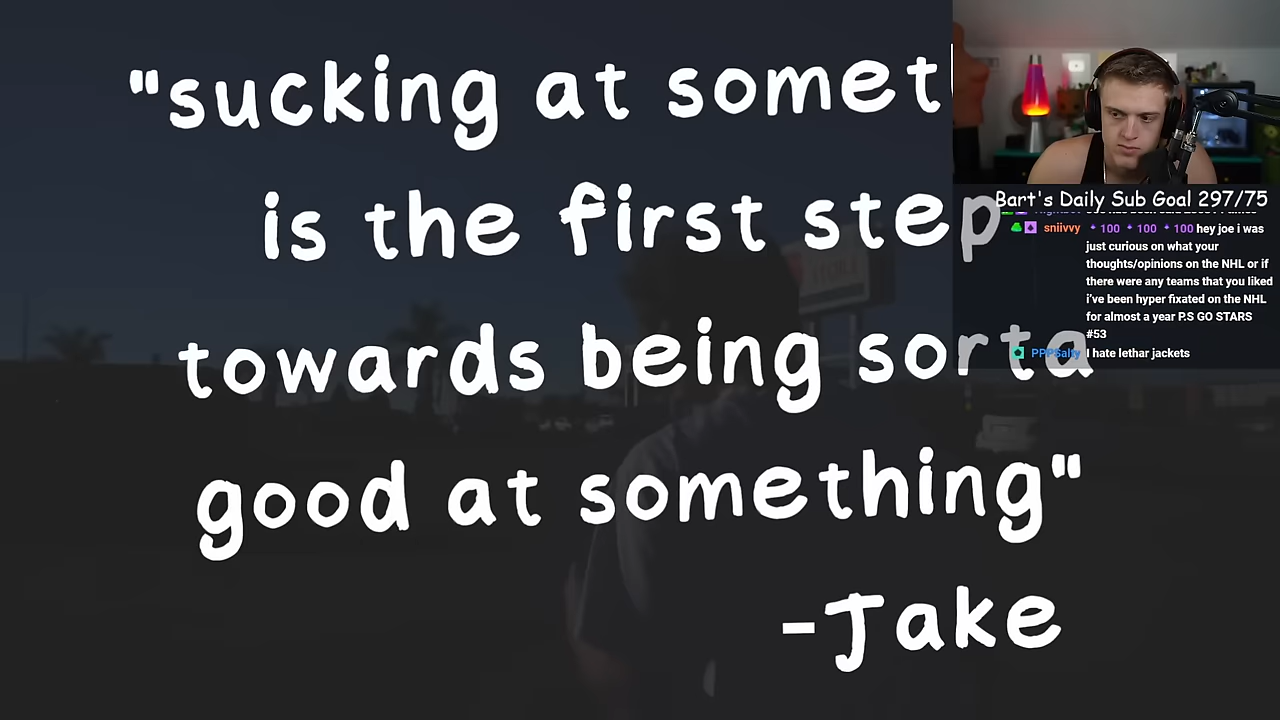 "sucking at somet
is the first step
towards being sorta
good at something"
-Jake
Bart's Daily Sub Goal 297/75
sniivvy 100 100 100 hey joe i was
just curious on what your
thoughts/opinions on the NHL or if
there were any teams that you liked
i've been hyper fixated on the NHL
for almost a year P.S GO STARS
#53
PPPSalty I hate lethar jackets